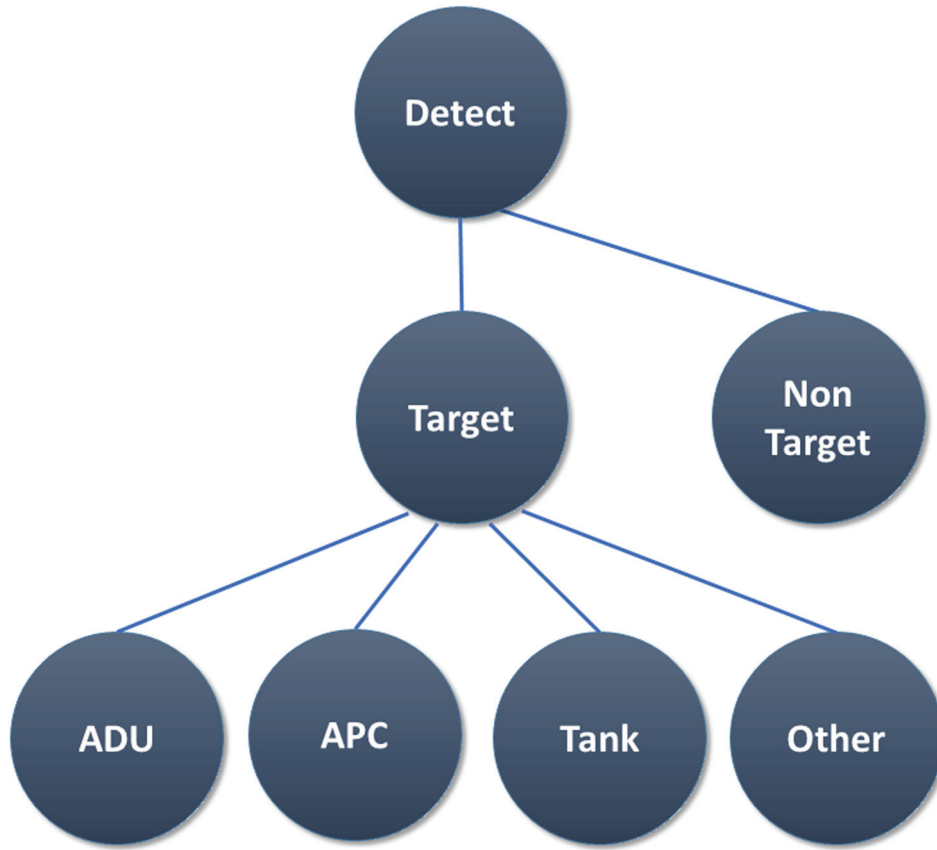 Detect
Target
Non
Target
ADU
APC
Tank
Other